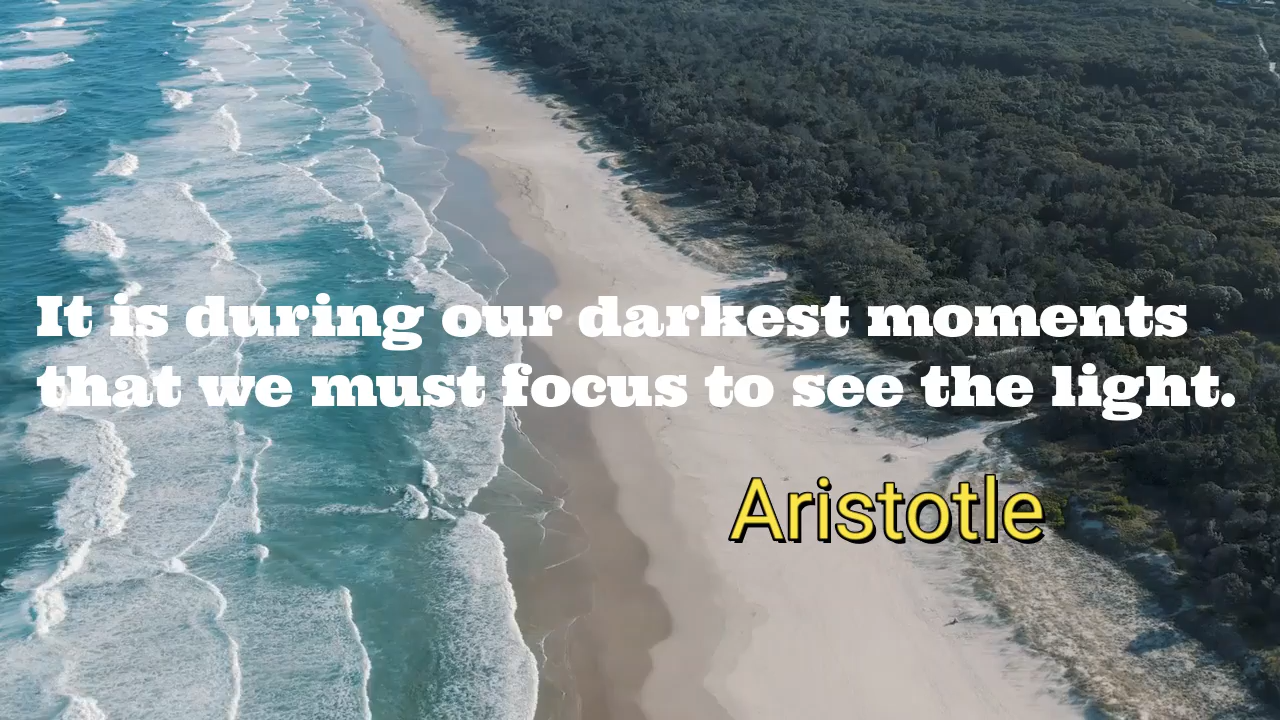 It is during our darkest moments
that we must focus to see the light.
Aristotle